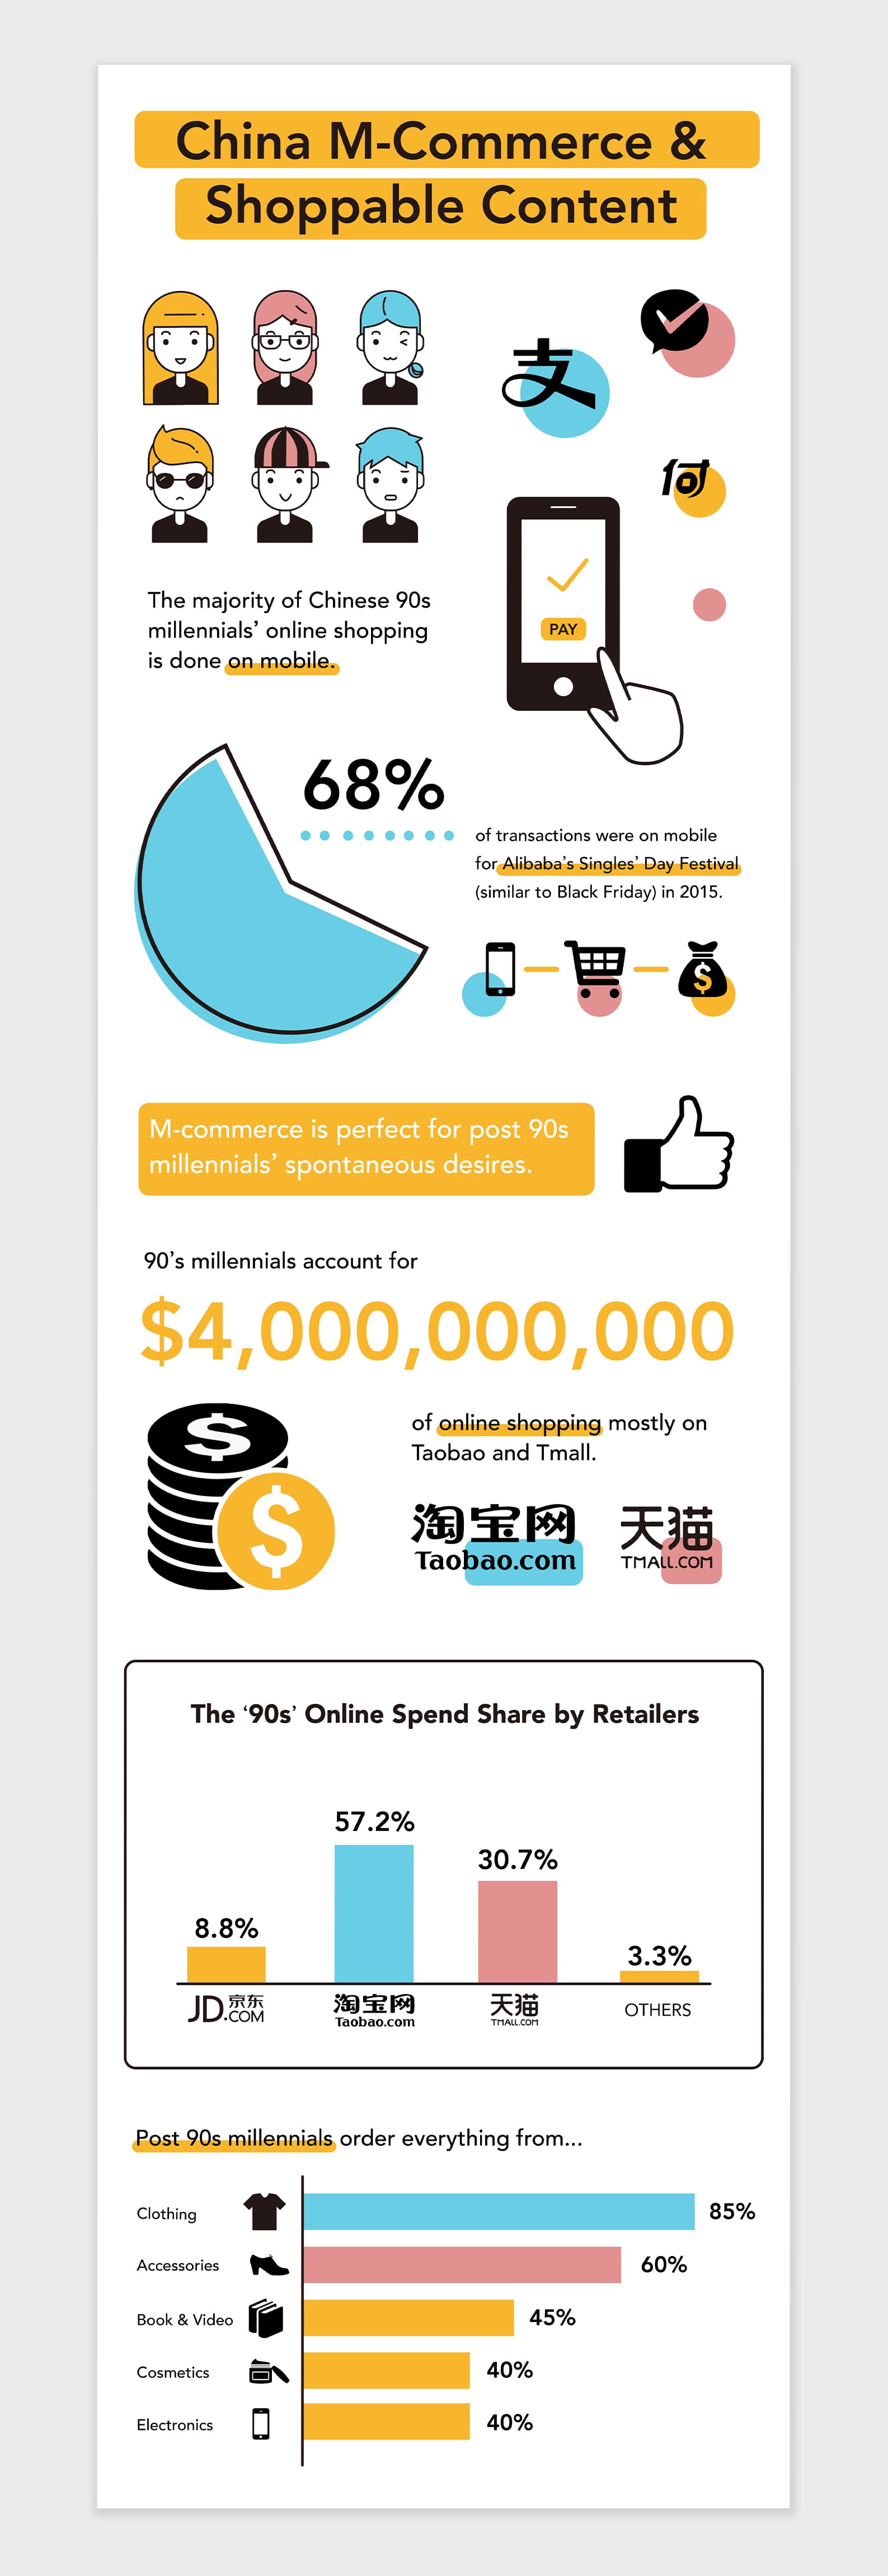 China M-Commerce &
Shoppable Content
支
付
The majority of Chinese 90s
millennials’ online shopping
is done on mobile.
PAY
68%
of transactions were on mobile
for Alibaba’s Singles’ Day Festival
(similar to Black Friday) in 2015.
$
M-commerce is perfect for post 90s
millennials’ spontaneous desires.
90’s millennials account for
$4,000,000,000
$
$
of online shopping mostly on
Taobao and Tmall.
淘宝网
Taobao.com
天猫
TMALL.COM
The ‘90s’ Online Spend Share by Retailers
57.2%
30.7%
8.8%
3.3%
JD.京东
COM
淘宝网
Taobao.com
天猫
TMALL.COM
OTHERS
Post 90s millennials order everything from...
Clothing 85%
Accessories 60%
Book & Video 45%
Cosmetics 40%
Electronics 40%